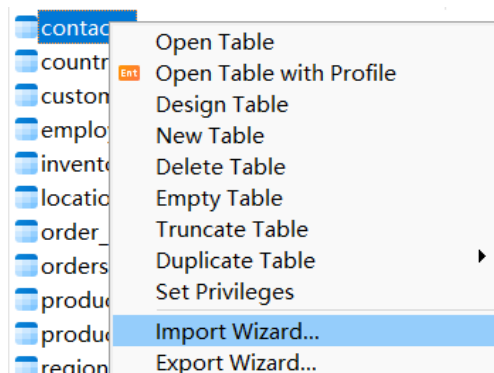 contac
countr
custom
emplo
invento
locatio
order_
orders
produc
produc
region
Open Table
Ent Open Table with Profile
Design Table
New Table
Delete Table
Empty Table
Truncate Table
Duplicate Table
Set Privileges
Import Wizard...
Export Wizard...